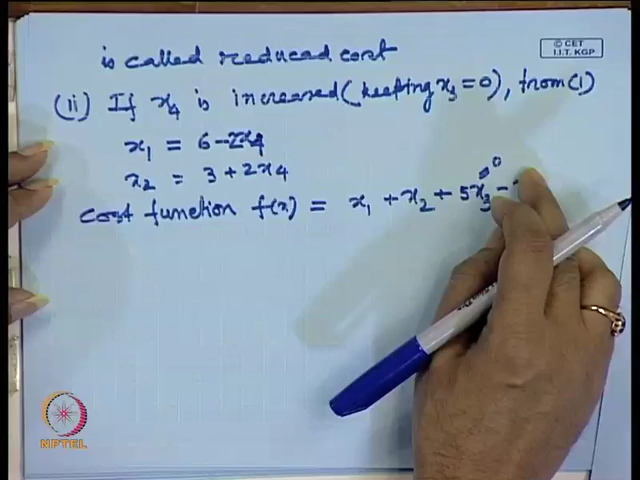 © CET
I.I.T. KGP
is called reduced cost
(ii) If x₄ is increased (keeping x₃ = 0), from (1)
x₁ = 6 - 2x₄
x₂ = 3 + 2x₄
cost function f(x) = x₁ + x₂ + 5x₃ 0 -
NPTEL